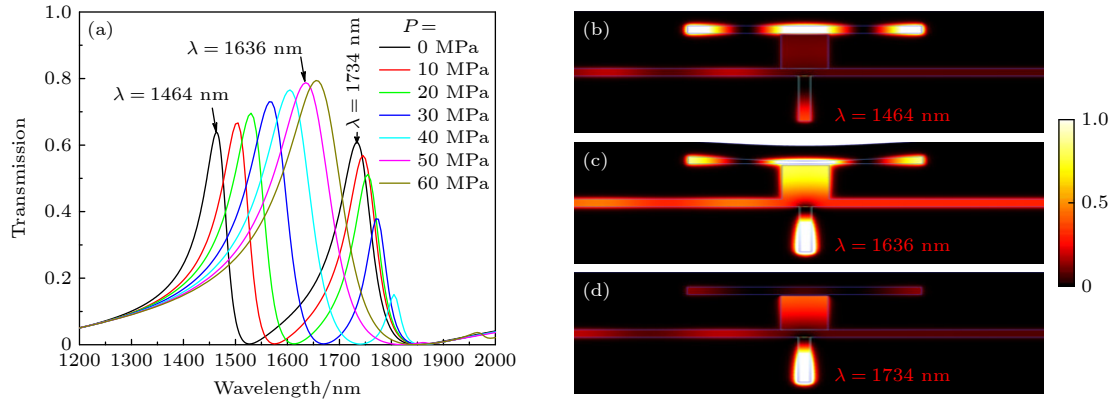 (a)
P =
0 MPa
10 MPa
20 MPa
30 MPa
40 MPa
50 MPa
60 MPa
λ = 1464 nm
λ = 1636 nm
λ = 1734 nm
1.0
0.8
0.6
0.4
0.2
0
Transmission
1200 1300 1400 1500 1600 1700 1800 1900 2000
Wavelength/nm
(b)
λ = 1464 nm
(c)
λ = 1636 nm
(d)
λ = 1734 nm
1.0
0.5
0